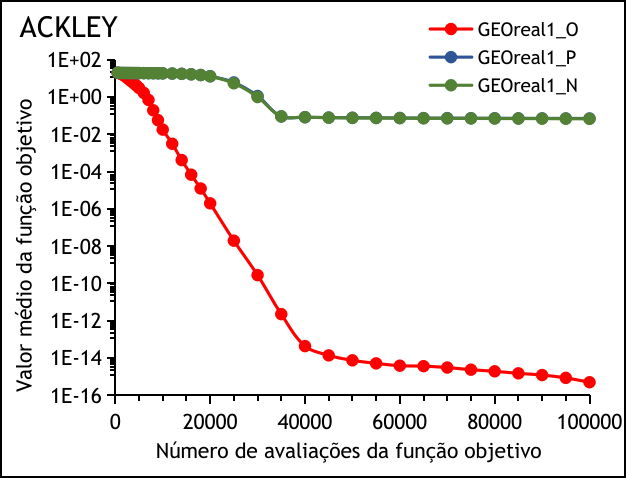 ACKLEY
GEOreal1_O
GEOreal1_P
GEOreal1_N
Valor médio da função objetivo
1E+02
1E+00
1E-02
1E-04
1E-06
1E-08
1E-10
1E-12
1E-14
1E-16
0 20000 40000 60000 80000 100000
Número de avaliações da função objetivo